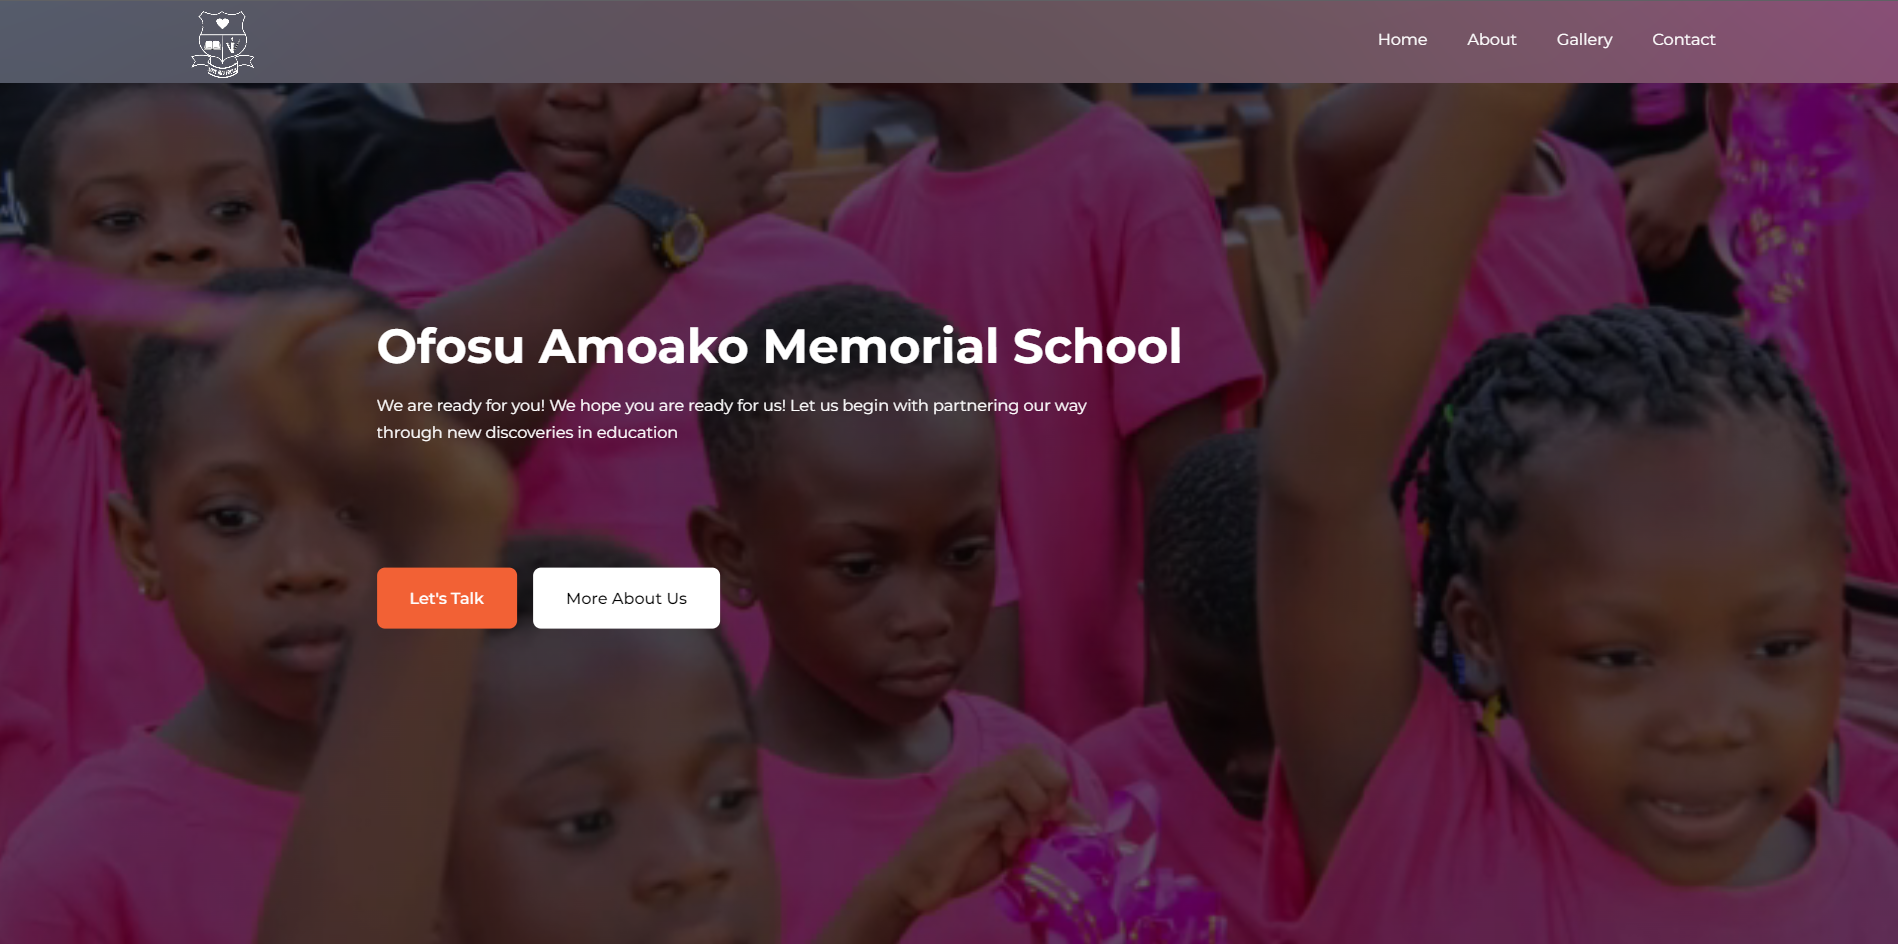 Home About Gallery Contact
Ofosu Amoako Memorial School
We are ready for you! We hope you are ready for us! Let us begin with partnering our way
through new discoveries in education
Let's Talk More About Us